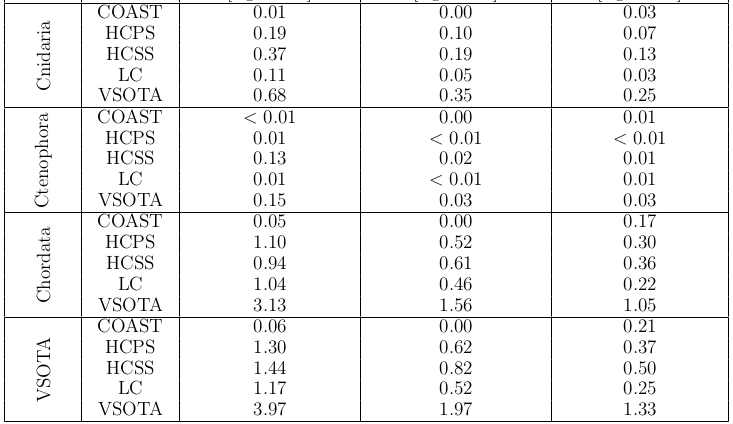 COAST 0.01 0.00 0.03
HCPS 0.19 0.10 0.07
Cnidaria HCSS 0.37 0.19 0.13
LC 0.11 0.05 0.03
VSOTA 0.68 0.35 0.25
COAST < 0.01 0.00 0.01
HCPS 0.01 < 0.01 < 0.01
Ctenophora HCSS 0.13 0.02 0.01
LC 0.01 < 0.01 0.01
VSOTA 0.15 0.03 0.03
COAST 0.05 0.00 0.17
HCPS 1.10 0.52 0.30
Chordata HCSS 0.94 0.61 0.36
LC 1.04 0.46 0.22
VSOTA 3.13 1.56 1.05
COAST 0.06 0.00 0.21
HCPS 1.30 0.62 0.37
VSOTA HCSS 1.44 0.82 0.50
LC 1.17 0.52 0.25
VSOTA 3.97 1.97 1.33